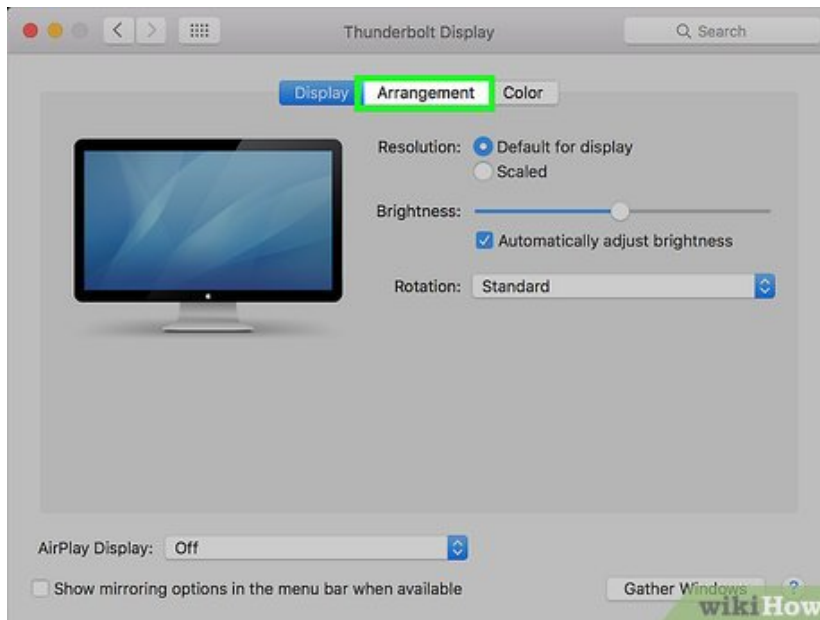 Thunderbolt Display
Search
Display Arrangement Color
Resolution: Default for display
Scaled
Brightness:
Automatically adjust brightness
Rotation: Standard
AirPlay Display: Off
Show mirroring options in the menu bar when available
Gather Windows ?
wikiHow